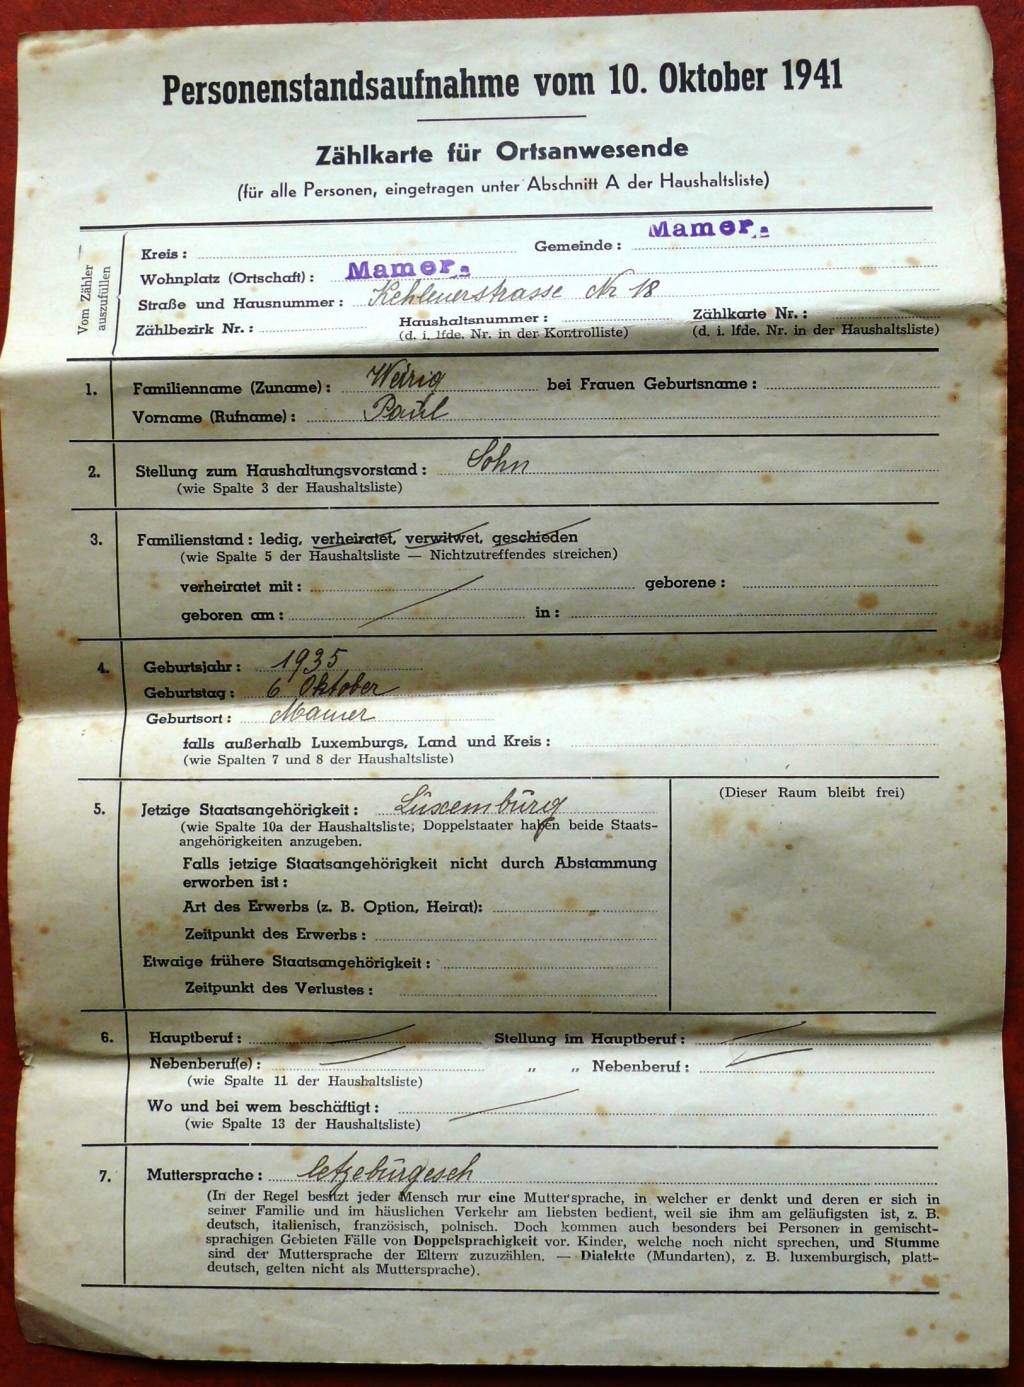 Personenstandsaufnahme vom 10. Oktober 1941
Zählkarte für Ortsanwesende
(für alle Personen, eingetragen unter Abschnitt A der Haushaltsliste)
Vom Zähler
auszufüllen
Kreis: Gemeinde: Mamer.
Wohnplatz (Ortschaft): Mamer.
Straße und Hausnummer: Kehlenerstrasse Nr 18
Zählbezirk Nr.: Haushaltsnummer: Zählkarte Nr.:
(d. i. lfde. Nr. in der Kontrolliste) (d. i. lfde. Nr. in der Haushaltsliste)
1. Familienname (Zuname): Weirig bei Frauen Geburtsname:
Vorname (Rufname): Paul
2. Stellung zum Haushaltungsvorstand: Sohn
(wie Spalte 3 der Haushaltsliste)
3. Familienstand: ledig, verheiratet, verwitwet, geschieden
(wie Spalte 5 der Haushaltsliste — Nichtzutreffendes streichen)
verheiratet mit: geborene:
geboren am: in:
4. Geburtsjahr: 1935
Geburtstag: 6 Oktober
Geburtsort: Mamer
falls außerhalb Luxemburgs, Land und Kreis:
(wie Spalten 7 und 8 der Haushaltsliste)
5. Jetzige Staatsangehörigkeit: Luxemburg
(Dieser Raum bleibt frei)
(wie Spalte 10a der Haushaltsliste; Doppelstaater haben beide Staats-
angehörigkeiten anzugeben.
Falls jetzige Staatsangehörigkeit nicht durch Abstammung
erworben ist:
Art des Erwerbs (z. B. Option, Heirat):
Zeitpunkt des Erwerbs:
Etwaige frühere Staatsangehörigkeit:
Zeitpunkt des Verlustes:
6. Hauptberuf: Stellung im Hauptberuf:
Nebenberuf(e): „ „ Nebenberuf:
(wie Spalte 11 der Haushaltsliste)
Wo und bei wem beschäftigt:
(wie Spalte 13 der Haushaltsliste)
7. Muttersprache: letzeburgesch
(In der Regel besitzt jeder Mensch nur eine Muttersprache, in welcher er denkt und deren er sich in
seiner Familie und im häuslichen Verkehr am liebsten bedient, weil sie ihm am geläufigsten ist, z. B.
deutsch, italienisch, französisch, polnisch. Doch kommen auch besonders bei Personen in gemischt-
sprachigen Gebieten Fälle von Doppelsprachigkeit vor. Kinder, welche noch nicht sprechen, und Stumme
sind der Muttersprache der Eltern zuzuzählen. — Dialekte (Mundarten), z. B. luxemburgisch, platt-
deutsch, gelten nicht als Muttersprache).